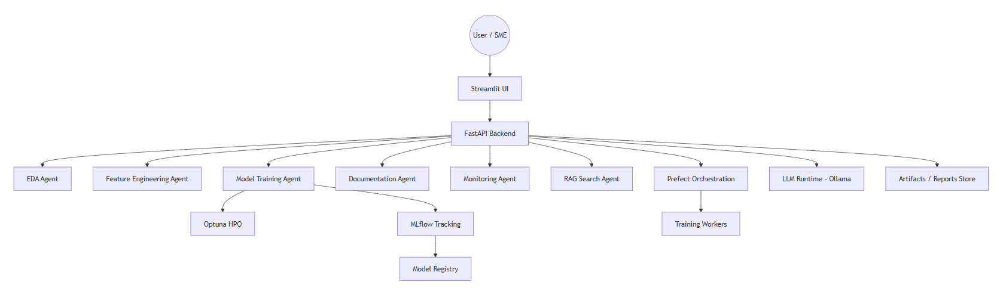 User / SME
Streamlit UI
FastAPI Backend
EDA Agent
Feature Engineering Agent
Model Training Agent
Documentation Agent
Monitoring Agent
RAG Search Agent
Prefect Orchestration
LLM Runtime - Ollama
Artifacts / Reports Store
Optuna HPO
MLflow Tracking
Training Workers
Model Registry